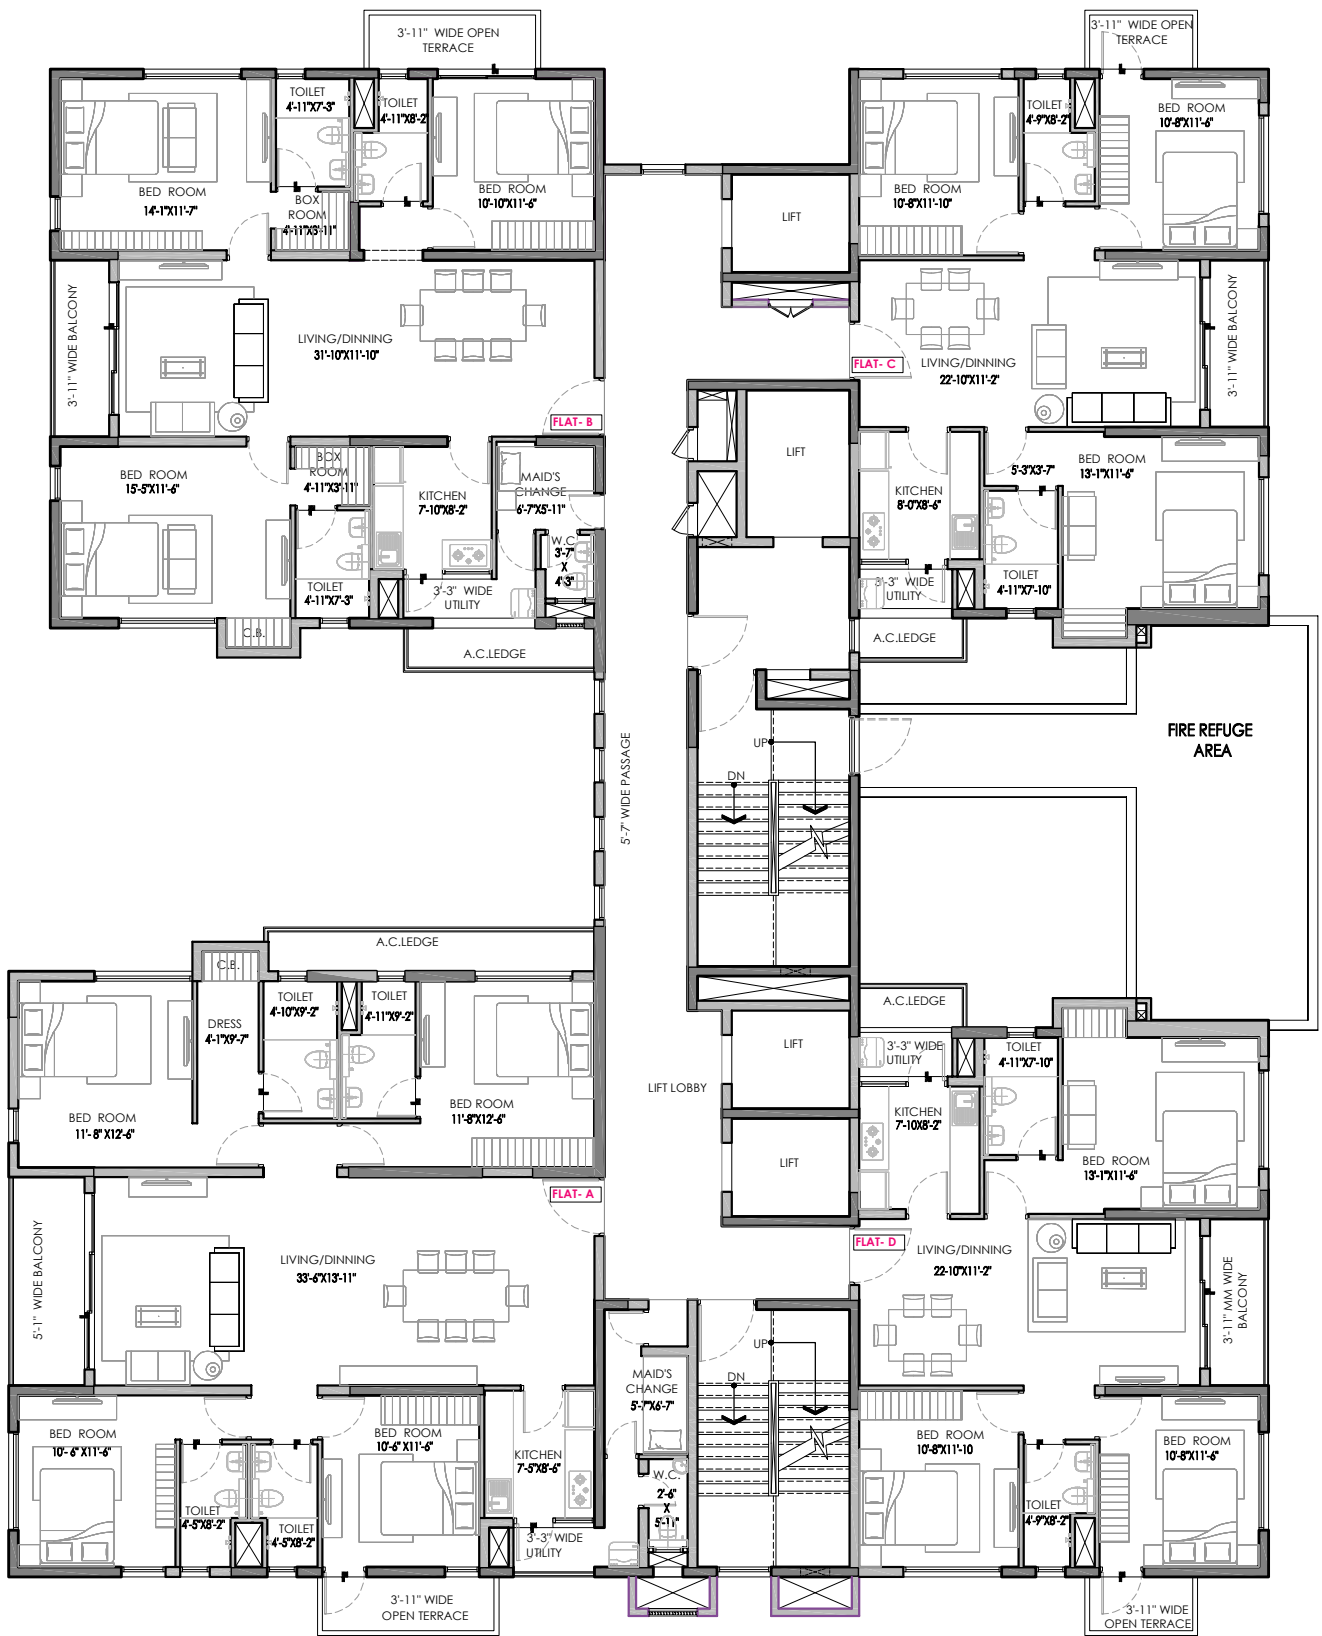 3'-11" WIDE OPEN
TERRACE
TOILET
4'-11"X7'-3"
TOILET
4'-11"X8'-2"
BED ROOM
14'-1"X11'-7"
BOX
ROOM
4'-11"X3'-11"
BED ROOM
10'-10"X11'-6"
3'-11" WIDE BALCONY
LIVING/DINNING
31'-10"X11'-10"
FLAT- B
BED ROOM
15'-5"X11'-6"
BOX
ROOM
4'-11"X3'-11"
KITCHEN
7'-10"X8'-2"
MAID'S
CHANGE
6'-7"X5'-11"
W.C.
3'-7"
X
4'-3"
TOILET
4'-11"X7'-3"
3'-3" WIDE
UTILITY
C.B.
A.C.LEDGE
3'-11" WIDE OPEN
TERRACE
TOILET
4'-9"X8'-2"
BED ROOM
10'-8"X11'-6"
BED ROOM
10'-8"X11'-10"
LIFT
3'-11" WIDE BALCONY
LIVING/DINNING
22'-10"X11'-2"
FLAT- C
LIFT
5'-3"X3'-7"
BED ROOM
13'-1"X11'-6"
KITCHEN
8'-0"X8'-6"
TOILET
4'-11"X7'-10"
3'-3" WIDE
UTILITY
A.C.LEDGE
FIRE REFUGE
AREA
UP
DN
5'-7" WIDE PASSAGE
A.C.LEDGE
C.B.
TOILET
4'-10"X9'-2"
TOILET
4'-11"X9'-2"
DRESS
4'-1"X9'-7"
BED ROOM
11'- 8" X12'-6"
BED ROOM
11'-8"X12'-6"
FLAT- A
5'-1" WIDE BALCONY
LIVING/DINNING
33'-6"X13'-11"
BED ROOM
10'- 6" X11'-6"
BED ROOM
10'-6" X11'-6"
KITCHEN
7'-5"X8'-6"
TOILET
4'-5"X8'-2"
TOILET
4'-5"X8'-2"
3'-3" WIDE
UTILITY
3'-11" WIDE
OPEN TERRACE
MAID'S
CHANGE
5'-7"X6'-7"
W.C.
2'-6"
X
5'-11"
LIFT LOBBY
LIFT
LIFT
UP
DN
A.C.LEDGE
3'-3" WIDE
UTILITY
TOILET
4'-11"X7'-10"
KITCHEN
7'-10X8'-2"
BED ROOM
13'-1"X11'-6"
FLAT- D
LIVING/DINNING
22-10"X11'-2"
3'-11" MM WIDE
BALCONY
BED ROOM
10'-8"X11'-10
BED ROOM
10'-8"X11'-6"
TOILET
4'-9"X8'-2"
3'-11" WIDE
OPEN TERRACE